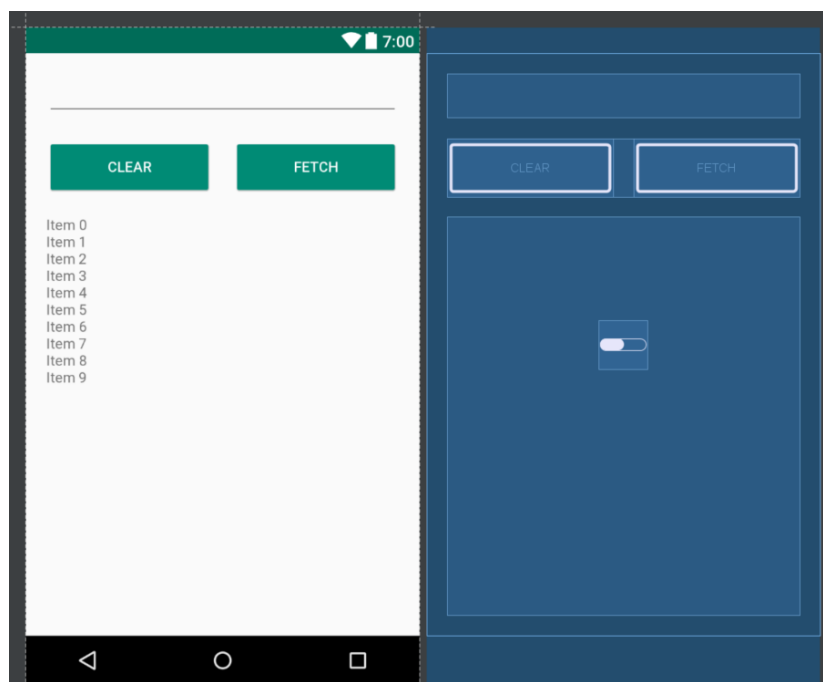 7:00
CLEAR FETCH
Item 0
Item 1
Item 2
Item 3
Item 4
Item 5
Item 6
Item 7
Item 8
Item 9
CLEAR FETCH